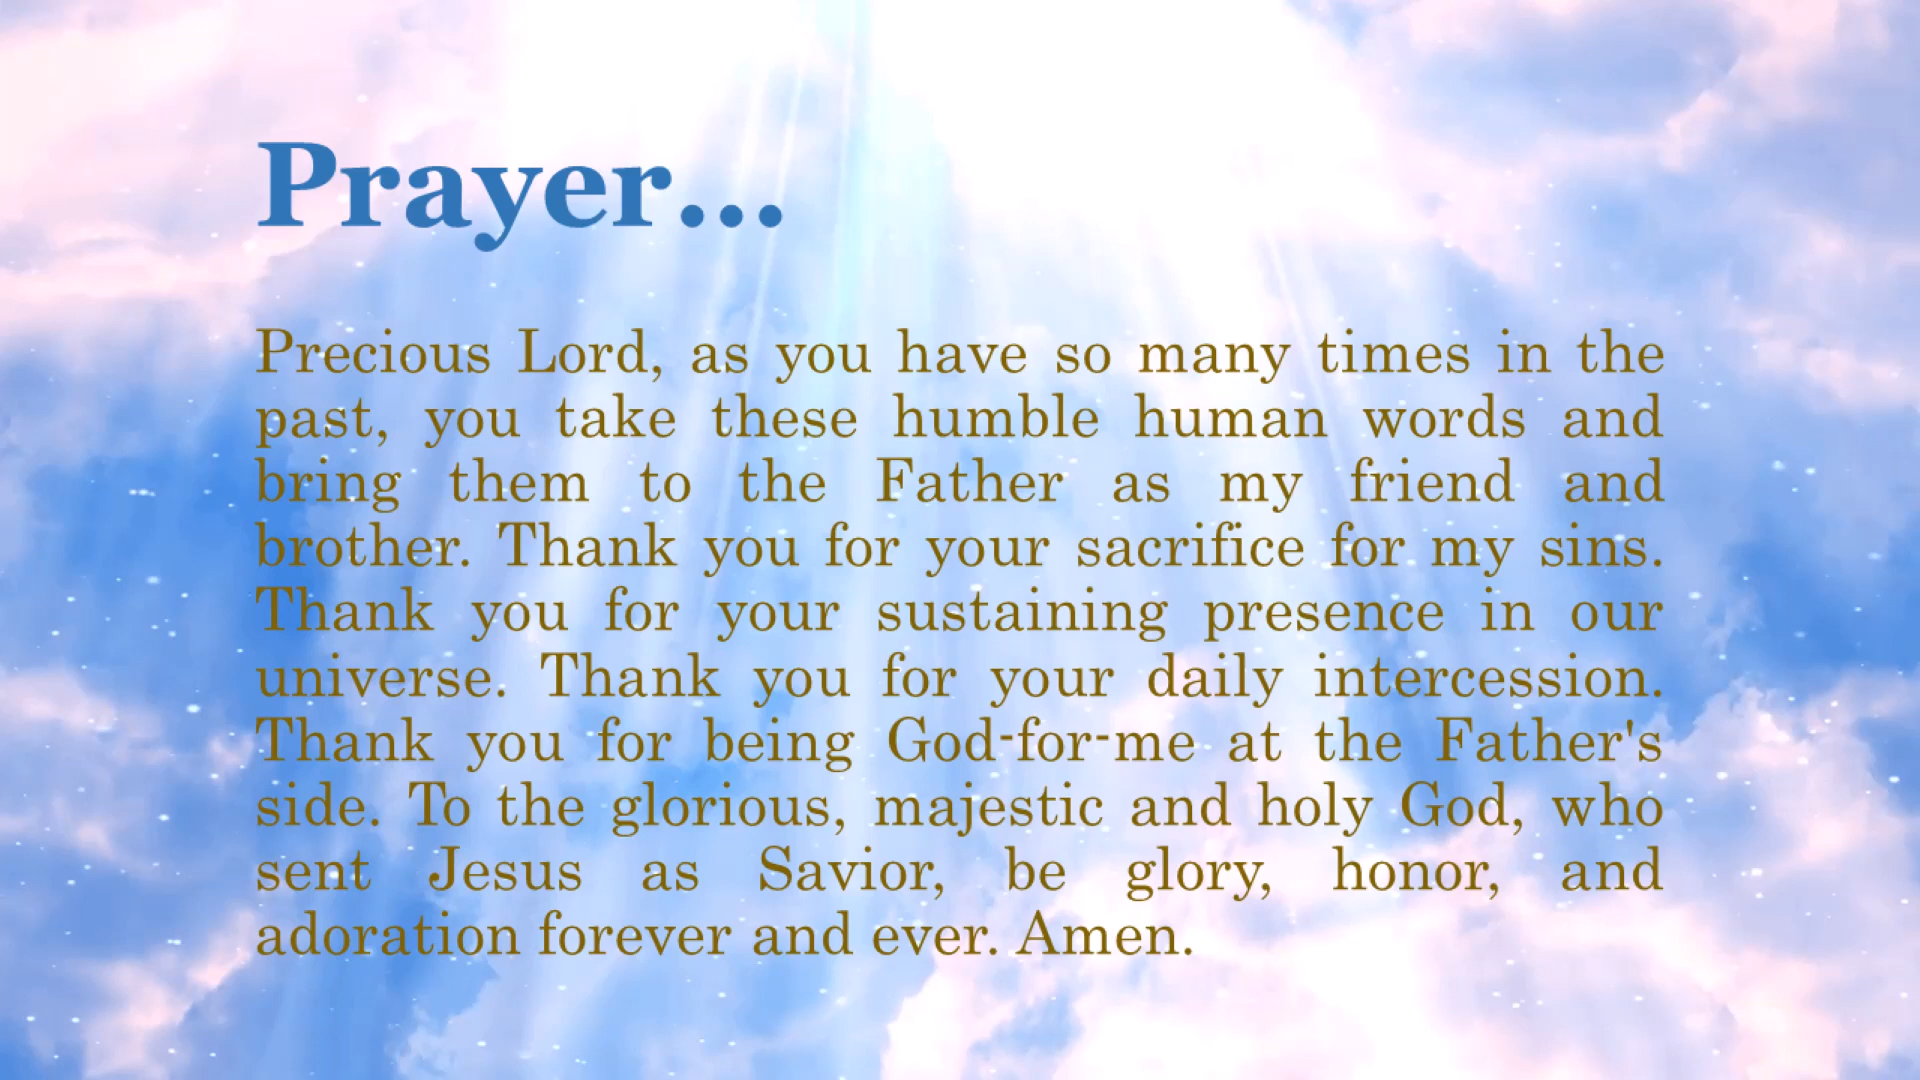 Prayer...
Precious Lord, as you have so many times in the
past, you take these humble human words and
bring them to the Father as my friend and
brother. Thank you for your sacrifice for my sins.
Thank you for your sustaining presence in our
universe. Thank you for your daily intercession.
Thank you for being God-for-me at the Father's
side. To the glorious, majestic and holy God, who
sent Jesus as Savior, be glory, honor, and
adoration forever and ever. Amen.